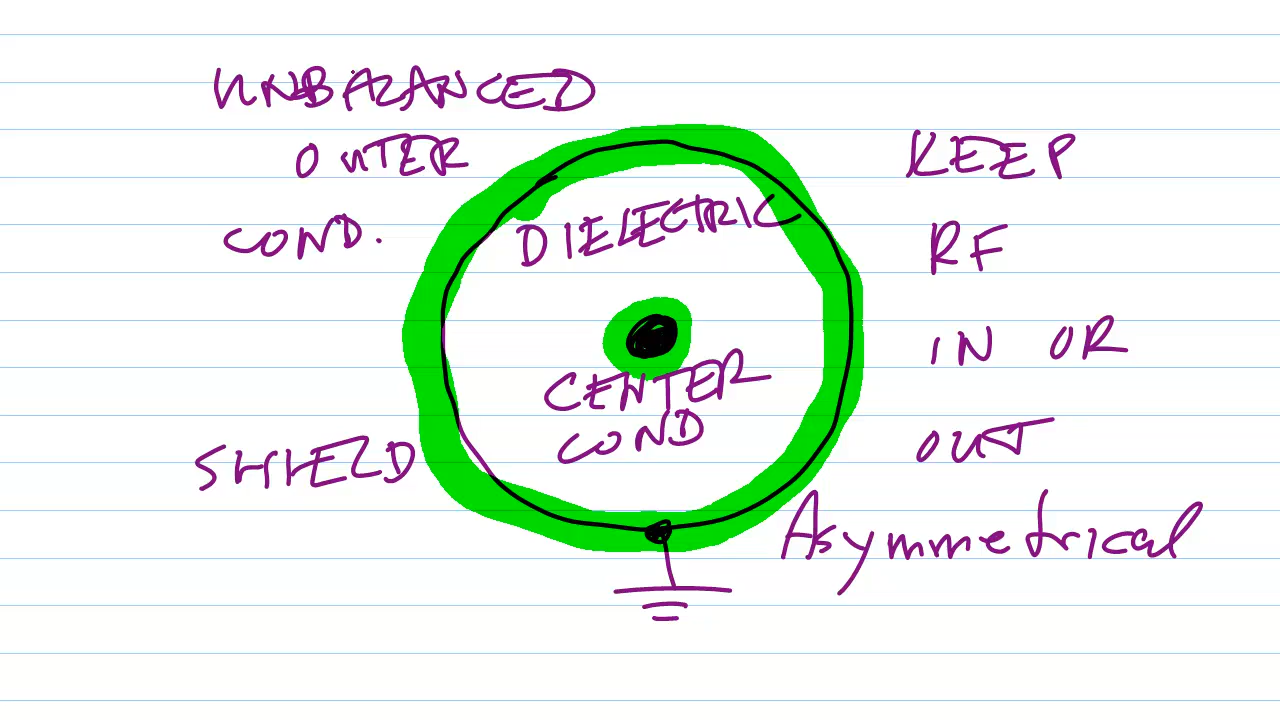 UNBALANCED
OUTER
COND.
SHIELD
DIELECTRIC
CENTER
COND
KEEP
RF
IN OR
OUT
Asymmetrical